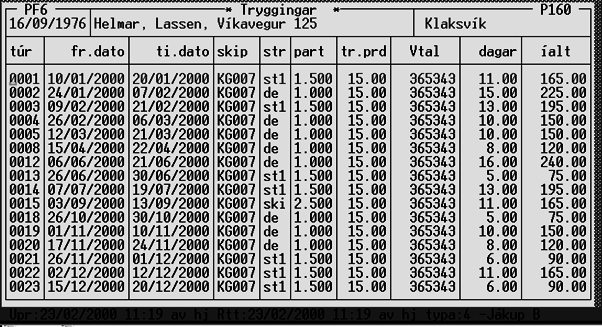 PF6 * Tryggingar * P160
16/09/1976 Helmar, Lassen, Víkavegur 125 Klaksvík
túr fr.dato ti.dato skip str part tr.prd Vtal dagar íalt
0001 10/01/2000 20/01/2000 KG007 st1 1.500 15.00 365343 11.00 165.00
0002 24/01/2000 07/02/2000 KG007 de 1.000 15.00 365343 15.00 225.00
0003 09/02/2000 21/02/2000 KG007 st1 1.500 15.00 365343 13.00 195.00
0004 26/02/2000 06/03/2000 KG007 de 1.000 15.00 365343 10.00 150.00
0005 12/03/2000 21/03/2000 KG007 de 1.000 15.00 365343 10.00 150.00
0008 15/04/2000 22/04/2000 KG007 de 1.000 15.00 365343 8.00 120.00
0012 06/06/2000 21/06/2000 KG007 de 1.000 15.00 365343 16.00 240.00
0013 26/06/2000 30/06/2000 KG007 st1 1.500 15.00 365343 5.00 75.00
0014 07/07/2000 19/07/2000 KG007 st1 1.500 15.00 365343 13.00 195.00
0015 03/09/2000 13/09/2000 KG007 ski 2.500 15.00 365343 11.00 165.00
0018 26/10/2000 30/10/2000 KG007 de 1.000 15.00 365343 5.00 75.00
0019 01/11/2000 10/11/2000 KG007 de 1.000 15.00 365343 10.00 150.00
0020 17/11/2000 24/11/2000 KG007 de 1.000 15.00 365343 8.00 120.00
0021 26/11/2000 01/12/2000 KG007 st1 1.500 15.00 365343 6.00 90.00
0022 02/12/2000 12/12/2000 KG007 st1 1.500 15.00 365343 11.00 165.00
0023 15/12/2000 20/12/2000 KG007 st1 1.500 15.00 365343 6.00 90.00
Upr:23/02/2000 11:19 av hj Rtt:23/02/2000 11:19 av hj typa:4 -Jákup B